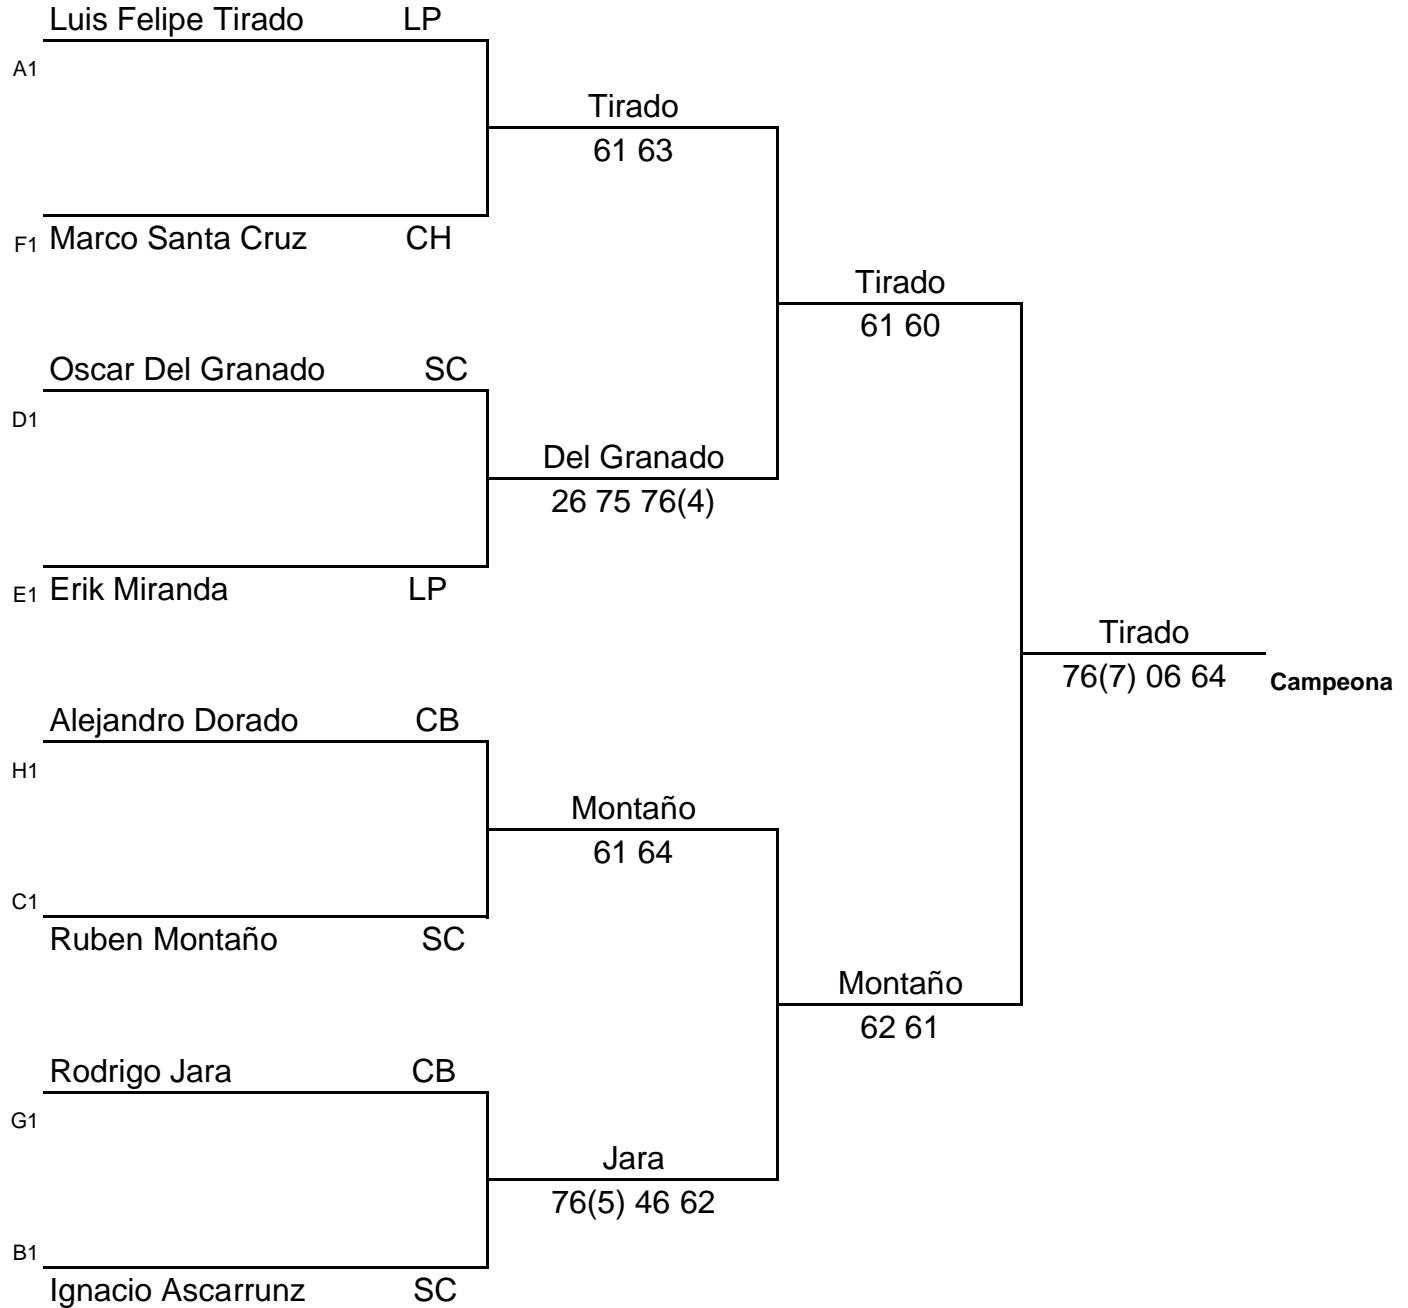 Luis Felipe Tirado LP
A1
Tirado
61 63
F1 Marco Santa Cruz CH
Tirado
61 60
Oscar Del Granado SC
D1
Del Granado
26 75 76(4)
E1 Erik Miranda LP
Tirado
76(7) 06 64 Campeona
Alejandro Dorado CB
H1
Montaño
61 64
C1
Ruben Montaño SC
Montaño
62 61
Rodrigo Jara CB
G1
Jara
76(5) 46 62
B1
Ignacio Ascarrunz SC